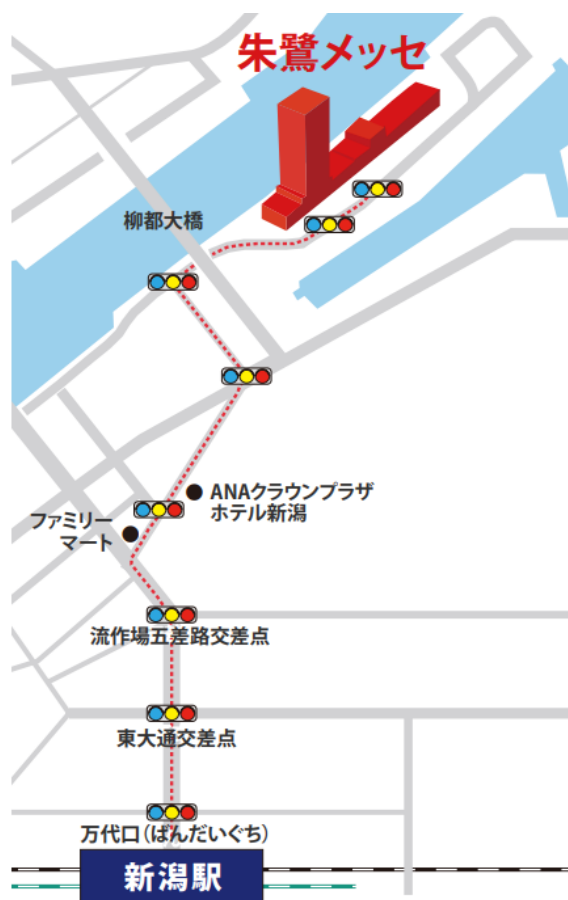 朱鷺メッセ
柳都大橋
ANAクラウンプラザ
ホテル新潟
ファミリー
マート
流作場五差路交差点
東大通交差点
万代口(ばんだいぐち)
新潟駅